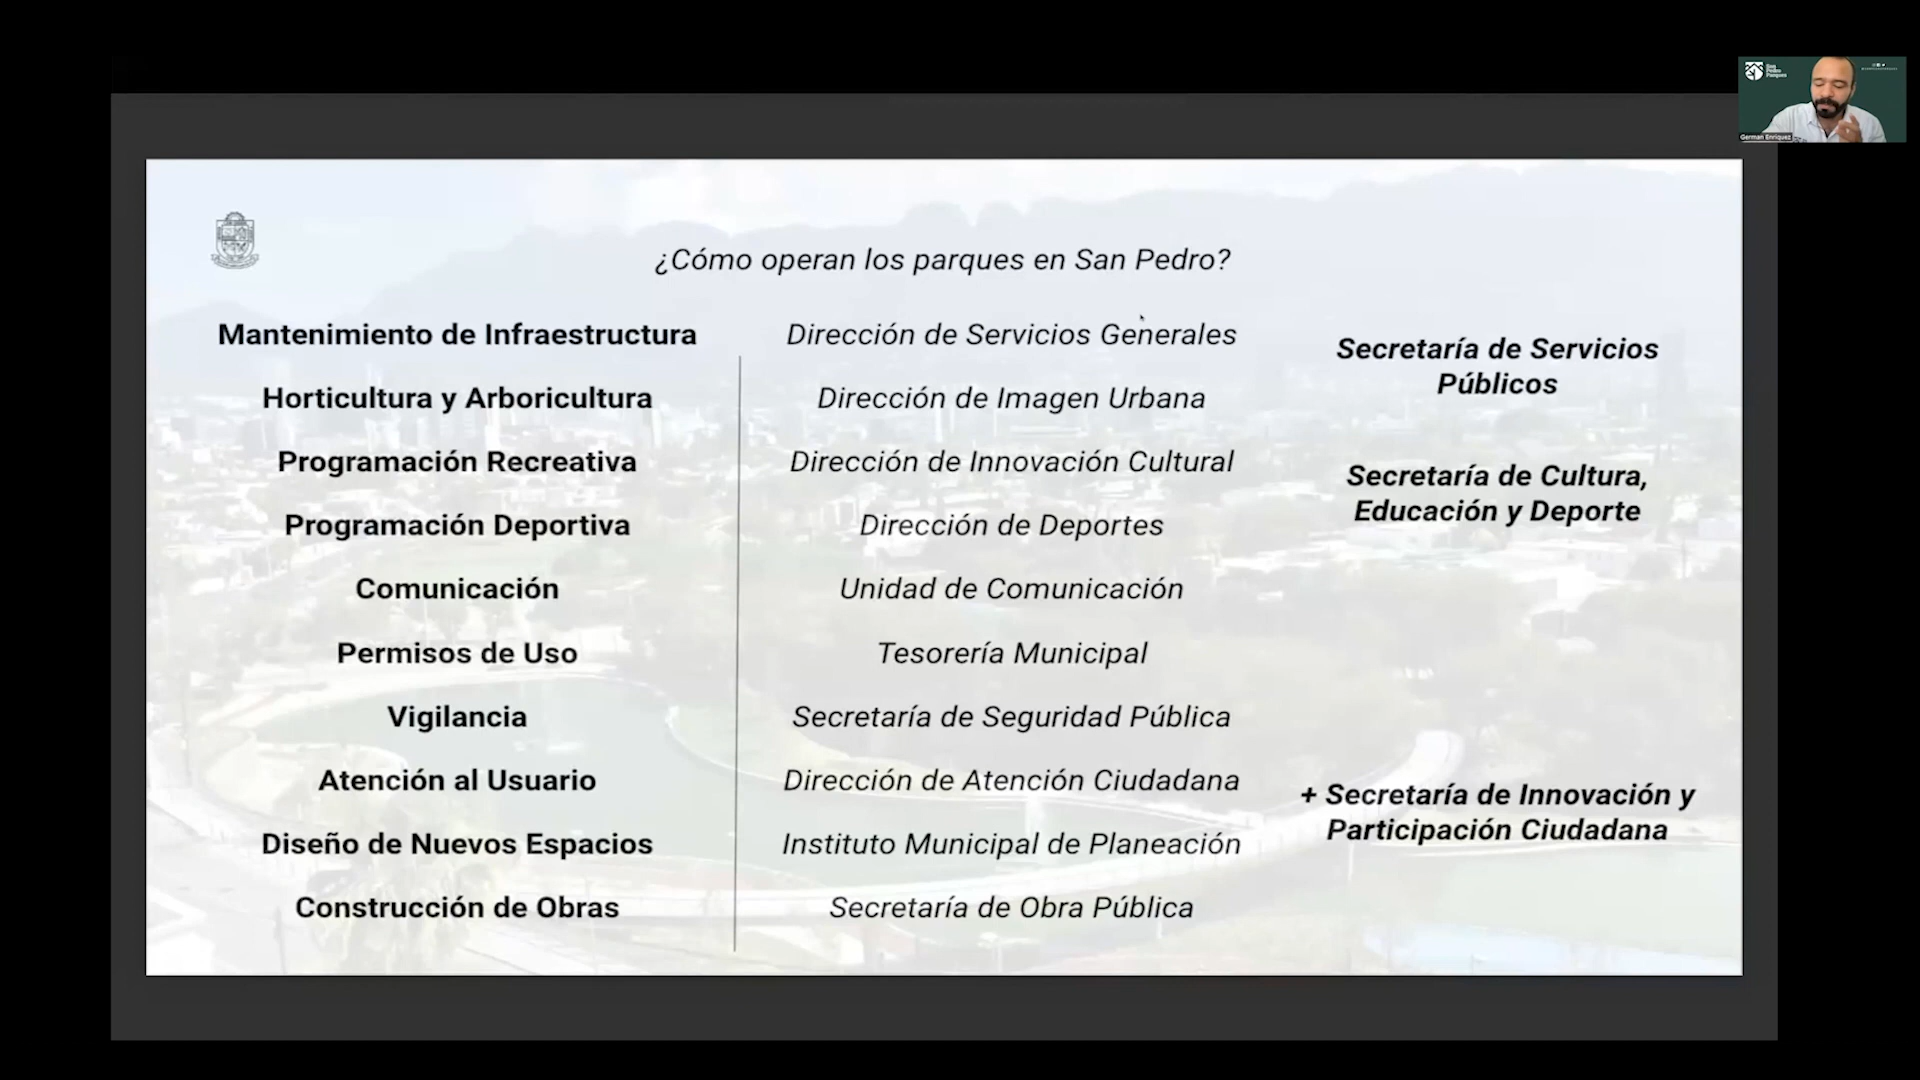 San
Pedro
Parques
German Enriquez
¿Cómo operan los parques en San Pedro?
Mantenimiento de Infraestructura
Dirección de Servicios Generales
Horticultura y Arboricultura
Dirección de Imagen Urbana
Secretaría de Servicios
Públicos
Programación Recreativa
Dirección de Innovación Cultural
Programación Deportiva
Dirección de Deportes
Secretaría de Cultura,
Educación y Deporte
Comunicación
Unidad de Comunicación
Permisos de Uso
Tesorería Municipal
Vigilancia
Secretaría de Seguridad Pública
Atención al Usuario
Dirección de Atención Ciudadana
Diseño de Nuevos Espacios
Instituto Municipal de Planeación
+ Secretaría de Innovación y
Participación Ciudadana
Construcción de Obras
Secretaría de Obra Pública